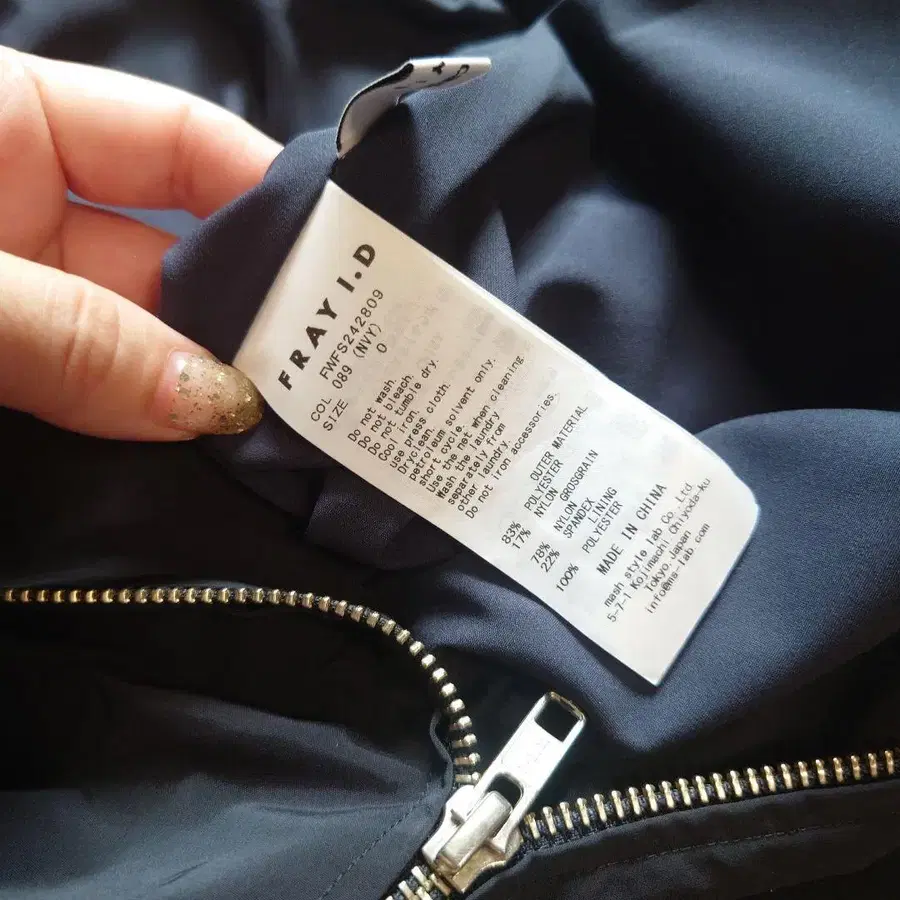 FRAY I.D
FWFS242809
COL 089 (NVY)
SIZE 0
Do not wash.
Do not bleach.
Do not tumble dry.
Cool iron.
Use press cloth.
Dryclean.
petroleum solvent only.
short cycle.
Use the net when cleaning
Wash the laundry
separately from
other laundry.
Do not iron accessories.
OUTER MATERIAL
83% POLYESTER
17% NYLON
NYLON GROSGRAIN
78% NYLON
22% SPANDEX
LINING
100% POLYESTER
MADE IN CHINA
mash style lab Co., Ltd.
5-7-1 Kojimachi Chiyoda-ku
Tokyo,Japan
info@ms-lab.com